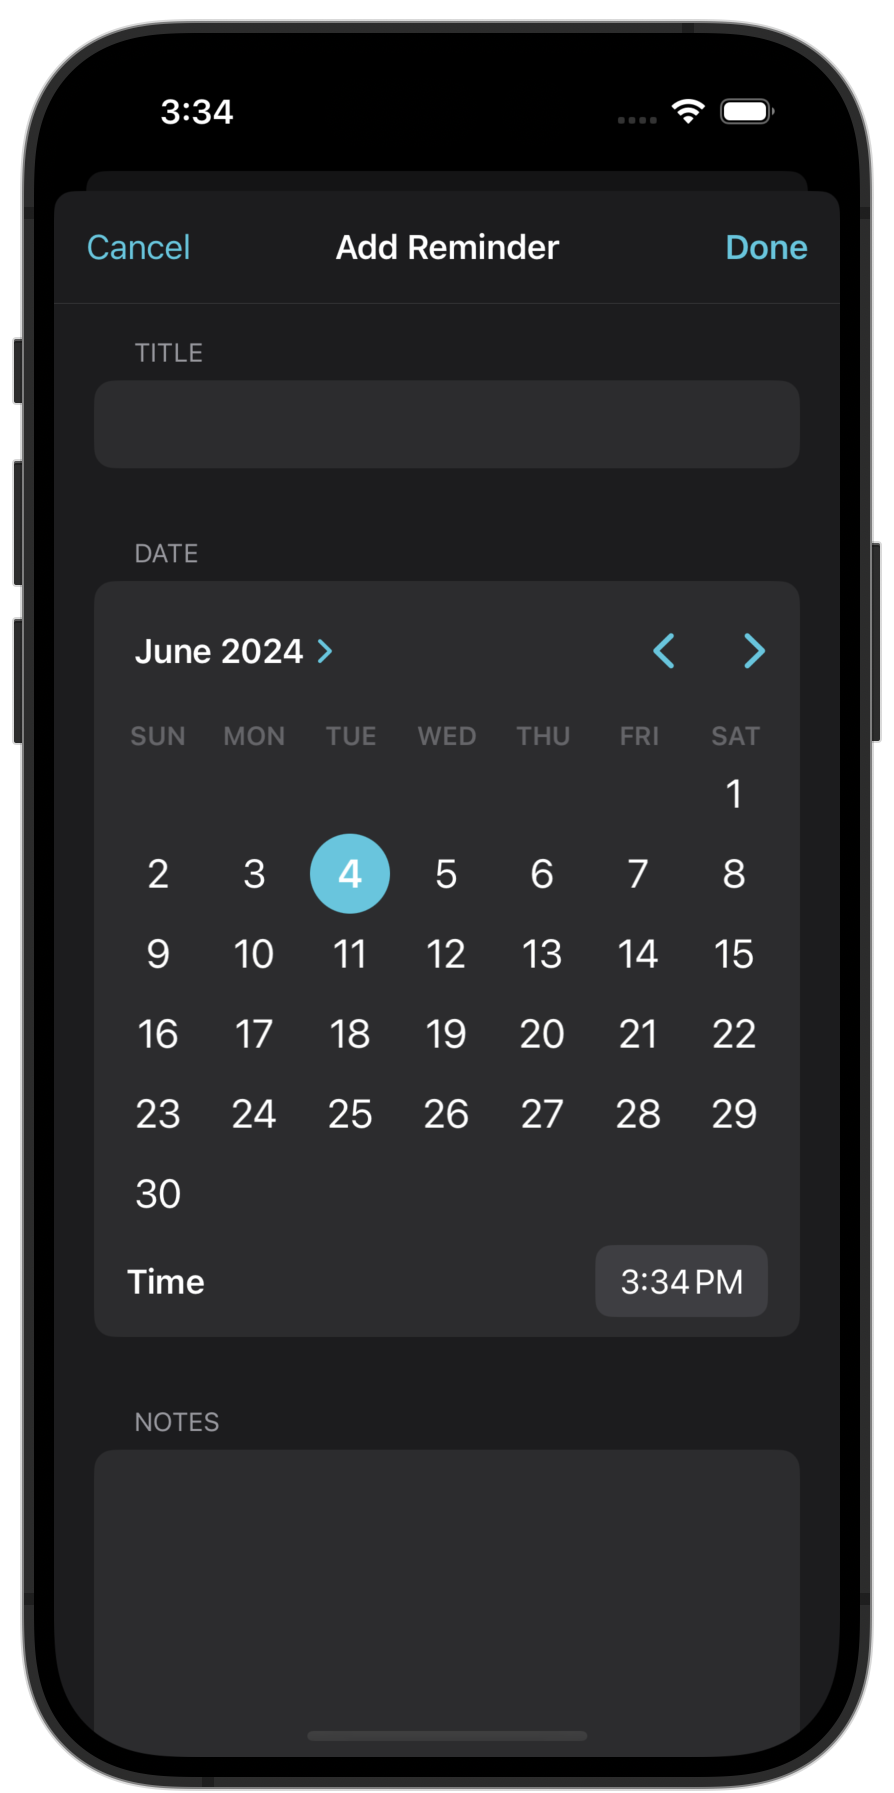 3:34
Cancel Add Reminder Done
TITLE
DATE
June 2024
SUN MON TUE WED THU FRI SAT
1
2 3 4 5 6 7 8
9 10 11 12 13 14 15
16 17 18 19 20 21 22
23 24 25 26 27 28 29
30
Time 3:34 PM
NOTES